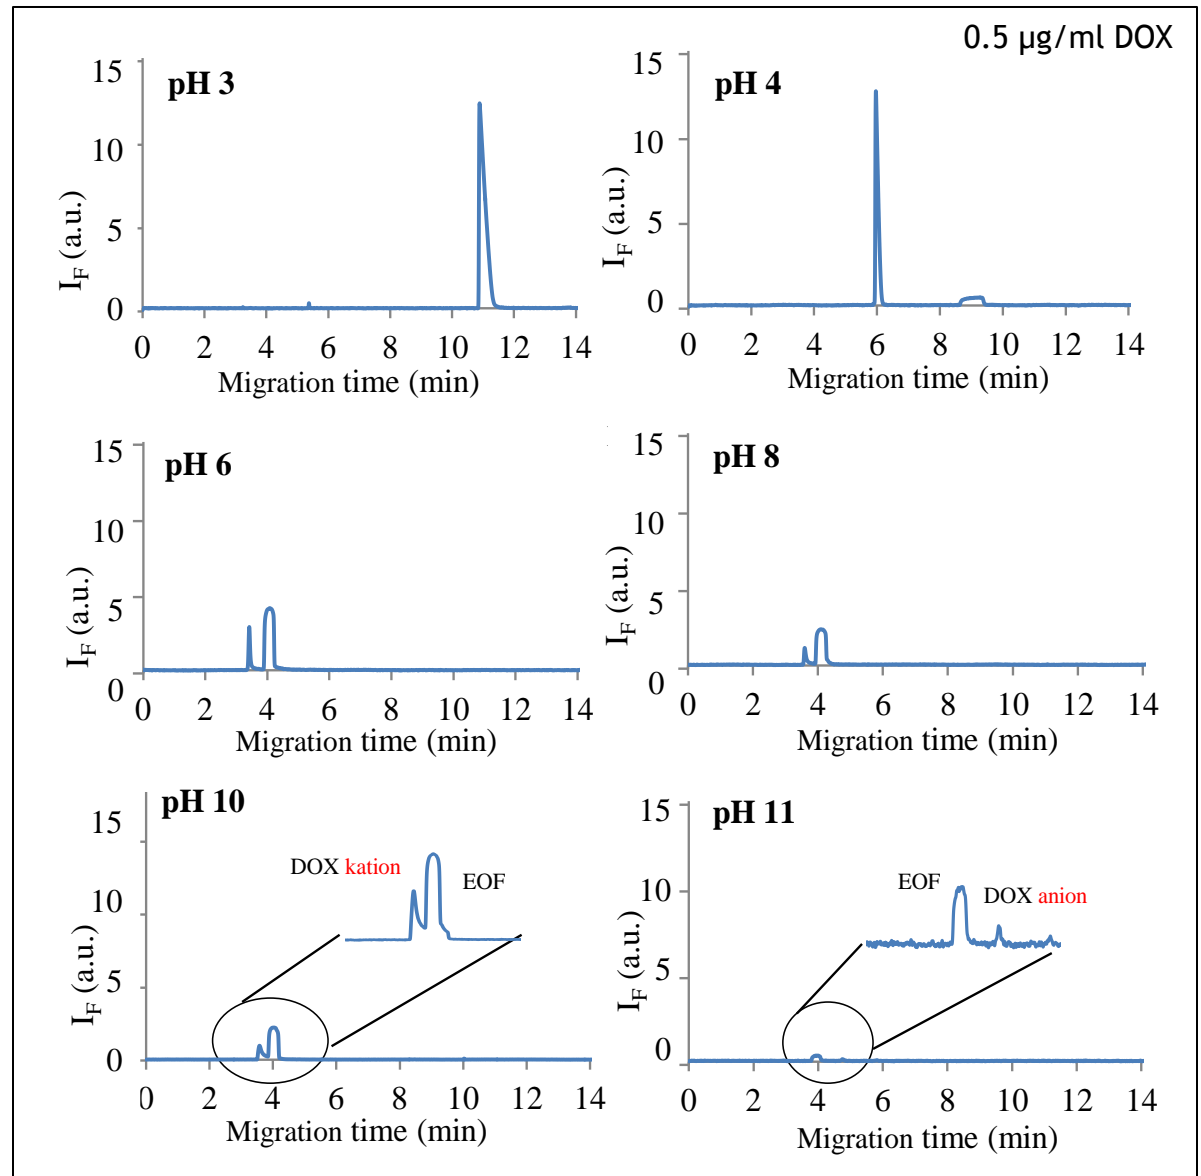 0.5 µg/ml DOX
pH 3
15
10
5
0
I_F (a.u.)
0 2 4 6 8 10 12 14
Migration time (min)
pH 4
15
10
5
0
I_F (a.u.)
0 2 4 6 8 10 12 14
Migration time (min)
pH 6
15
10
5
0
I_F (a.u.)
0 2 4 6 8 10 12 14
Migration time (min)
pH 8
15
10
5
0
I_F (a.u.)
0 2 4 6 8 10 12 14
Migration time (min)
pH 10
15
10
5
0
I_F (a.u.)
DOX kation
EOF
0 2 4 6 8 10 12 14
Migration time (min)
pH 11
15
10
5
0
I_F (a.u.)
EOF
DOX anion
0 2 4 6 8 10 12 14
Migration time (min)